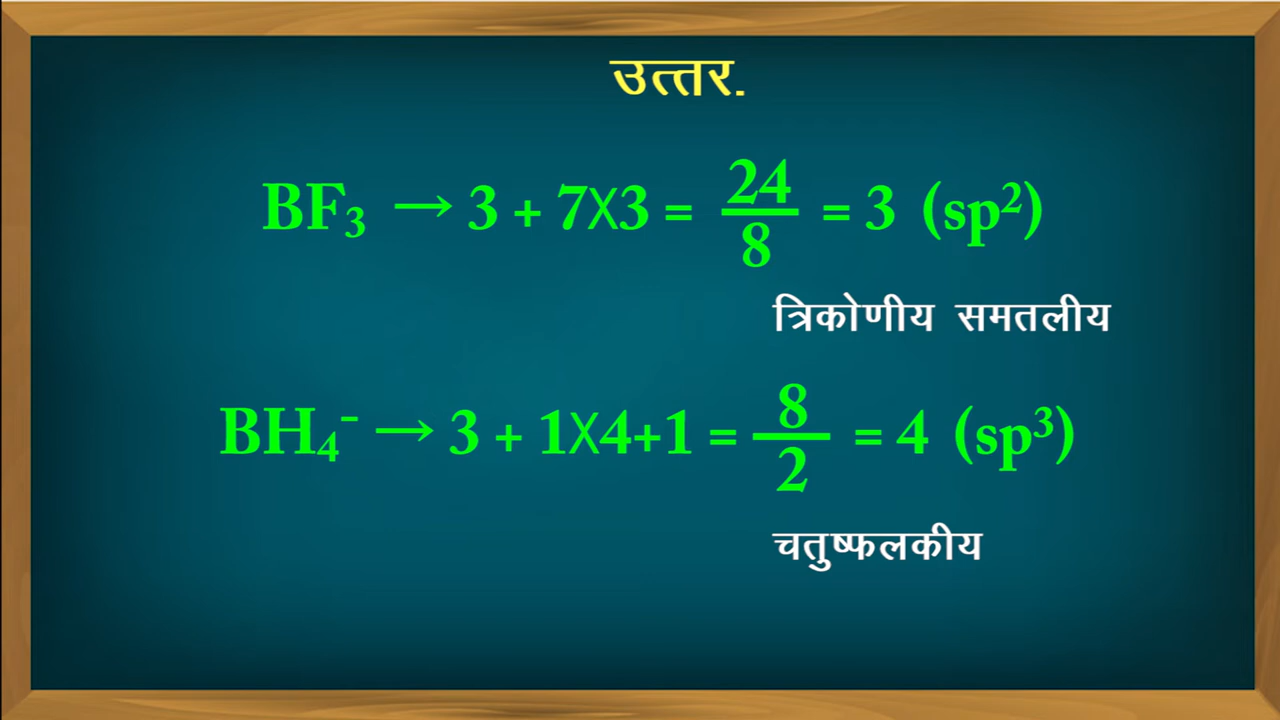 उत्तर.
BF₃ → 3 + 7X3 = 24/8 = 3 (sp²)
त्रिकोणीय समतलीय
BH₄⁻ → 3 + 1X4+1 = 8/2 = 4 (sp³)
चतुष्फलकीय